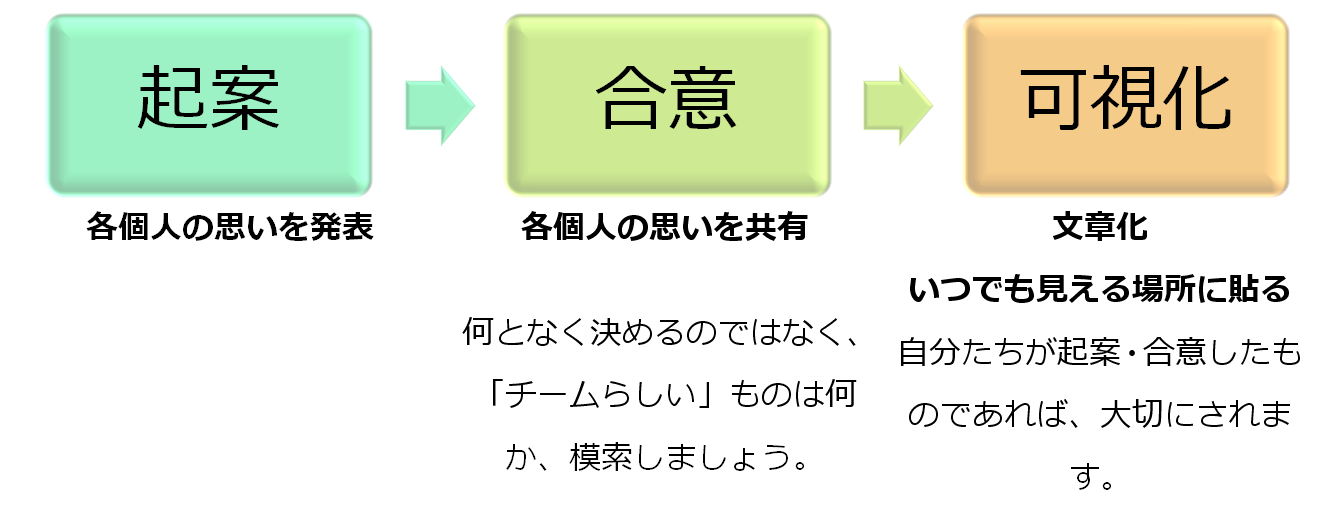 起案
合意
可視化
各個人の思いを発表
各個人の思いを共有
文章化
いつでも見える場所に貼る
何となく決めるのではなく、
「チームらしい」ものは何
か、模索しましょう。
自分たちが起案・合意したも
のであれば、大切にされま
す。